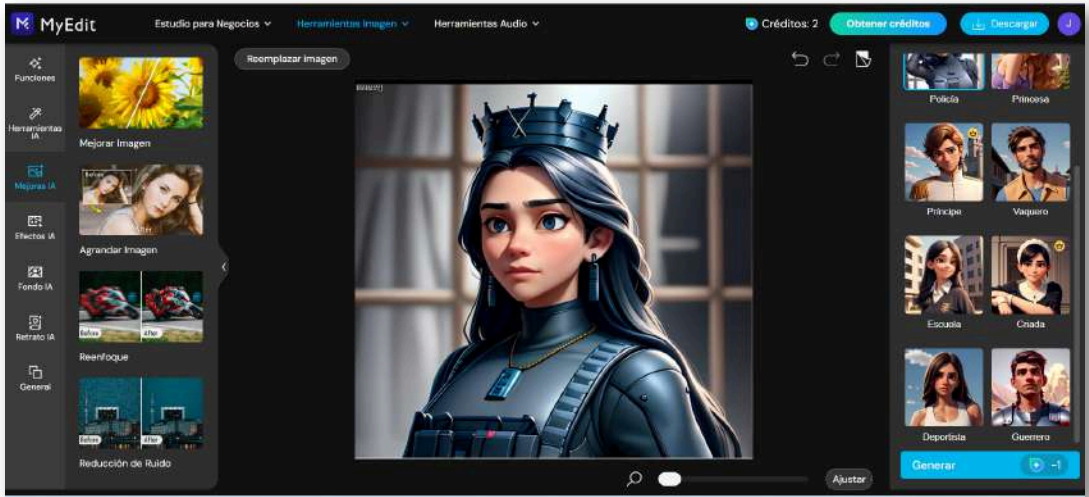 MyEdit
Estudio para Negocios
Herramientas Imagen
Herramientas Audio
Créditos: 2
Obtener créditos
Descargar
J
Funciones
Herramientas IA
Mejoras IA
Efectos IA
Fondo IA
Retrato IA
General
Mejorar Imagen
Before
After
Agrandar Imagen
Before
After
Reenfoque
Before
After
Reducción de Ruido
Reemplazar imagen
Ajustar
Policía
Princesa
Príncipe
Vaquero
Escuela
Criada
Deportista
Guerrero
Generar
-1